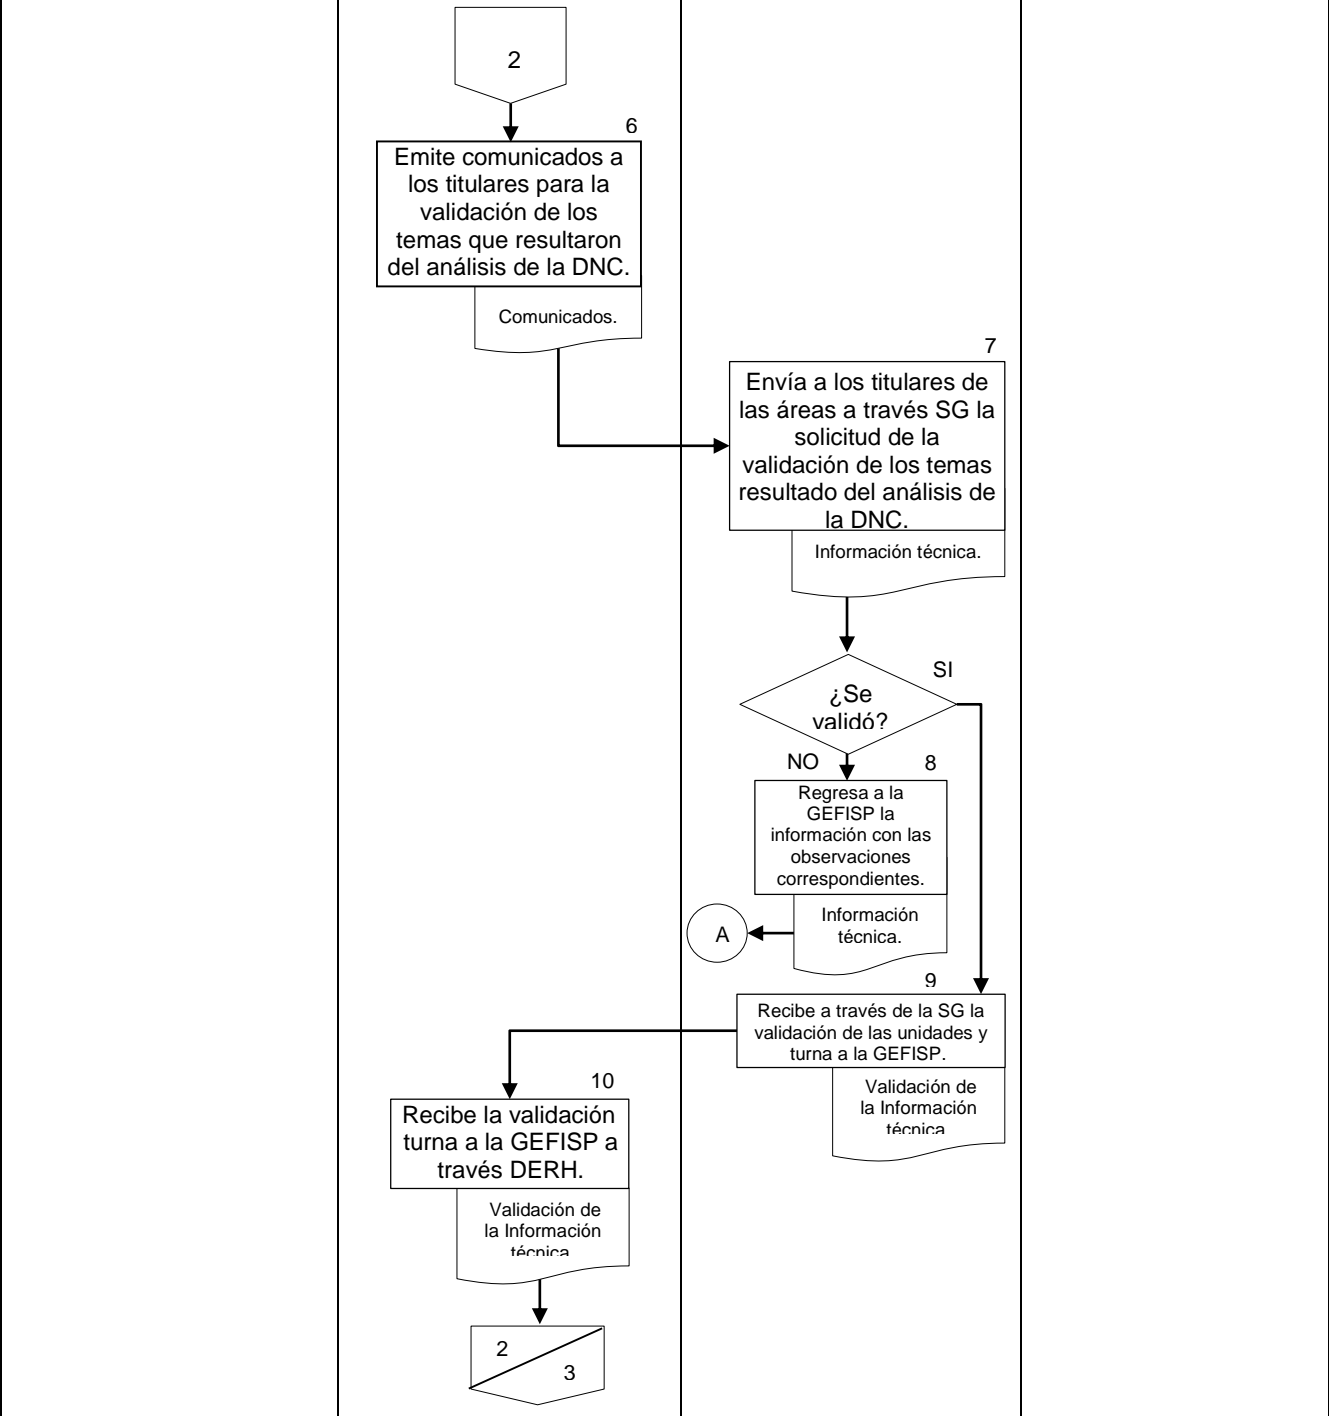 2
6
Emite comunicados a
los titulares para la
validación de los
temas que resultaron
del análisis de la DNC.
Comunicados.
7
Envía a los titulares de
las áreas a través SG la
solicitud de la
validación de los temas
resultado del análisis de
la DNC.
Información técnica.
¿Se
validó?
SI
NO
8
Regresa a la
GEFISP la
información con las
observaciones
correspondientes.
Información
técnica.
A
9
Recibe a través de la SG la
validación de las unidades y
turna a la GEFISP.
Validación de
la Información
técnica
10
Recibe la validación
turna a la GEFISP a
través DERH.
Validación de
la Información
técnica
2
3